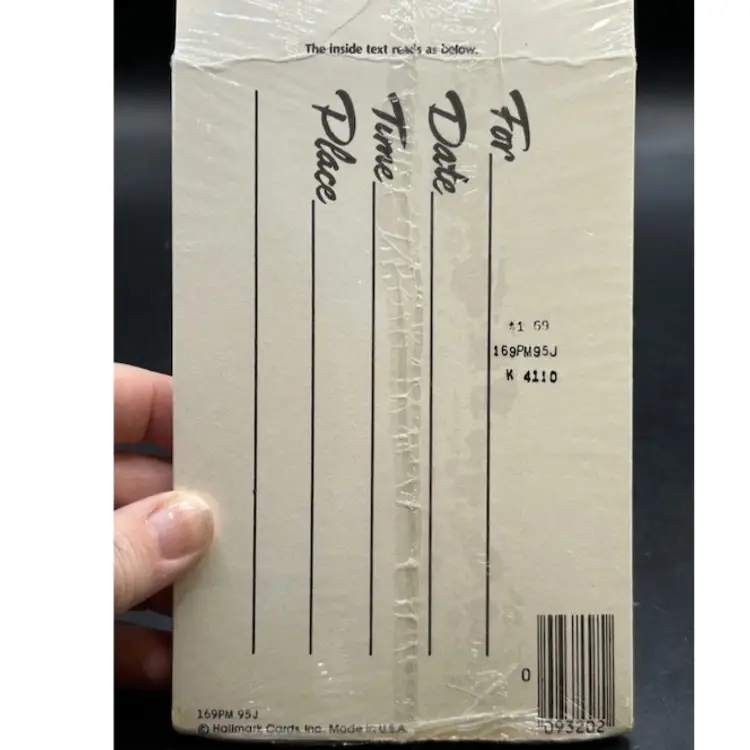 The inside text reads as below.
For
Date
Time
Place
$1 69
169PM95J
K 4110
0
093202
169PM 95J
© Hallmark Cards, Inc. Made in U.S.A.